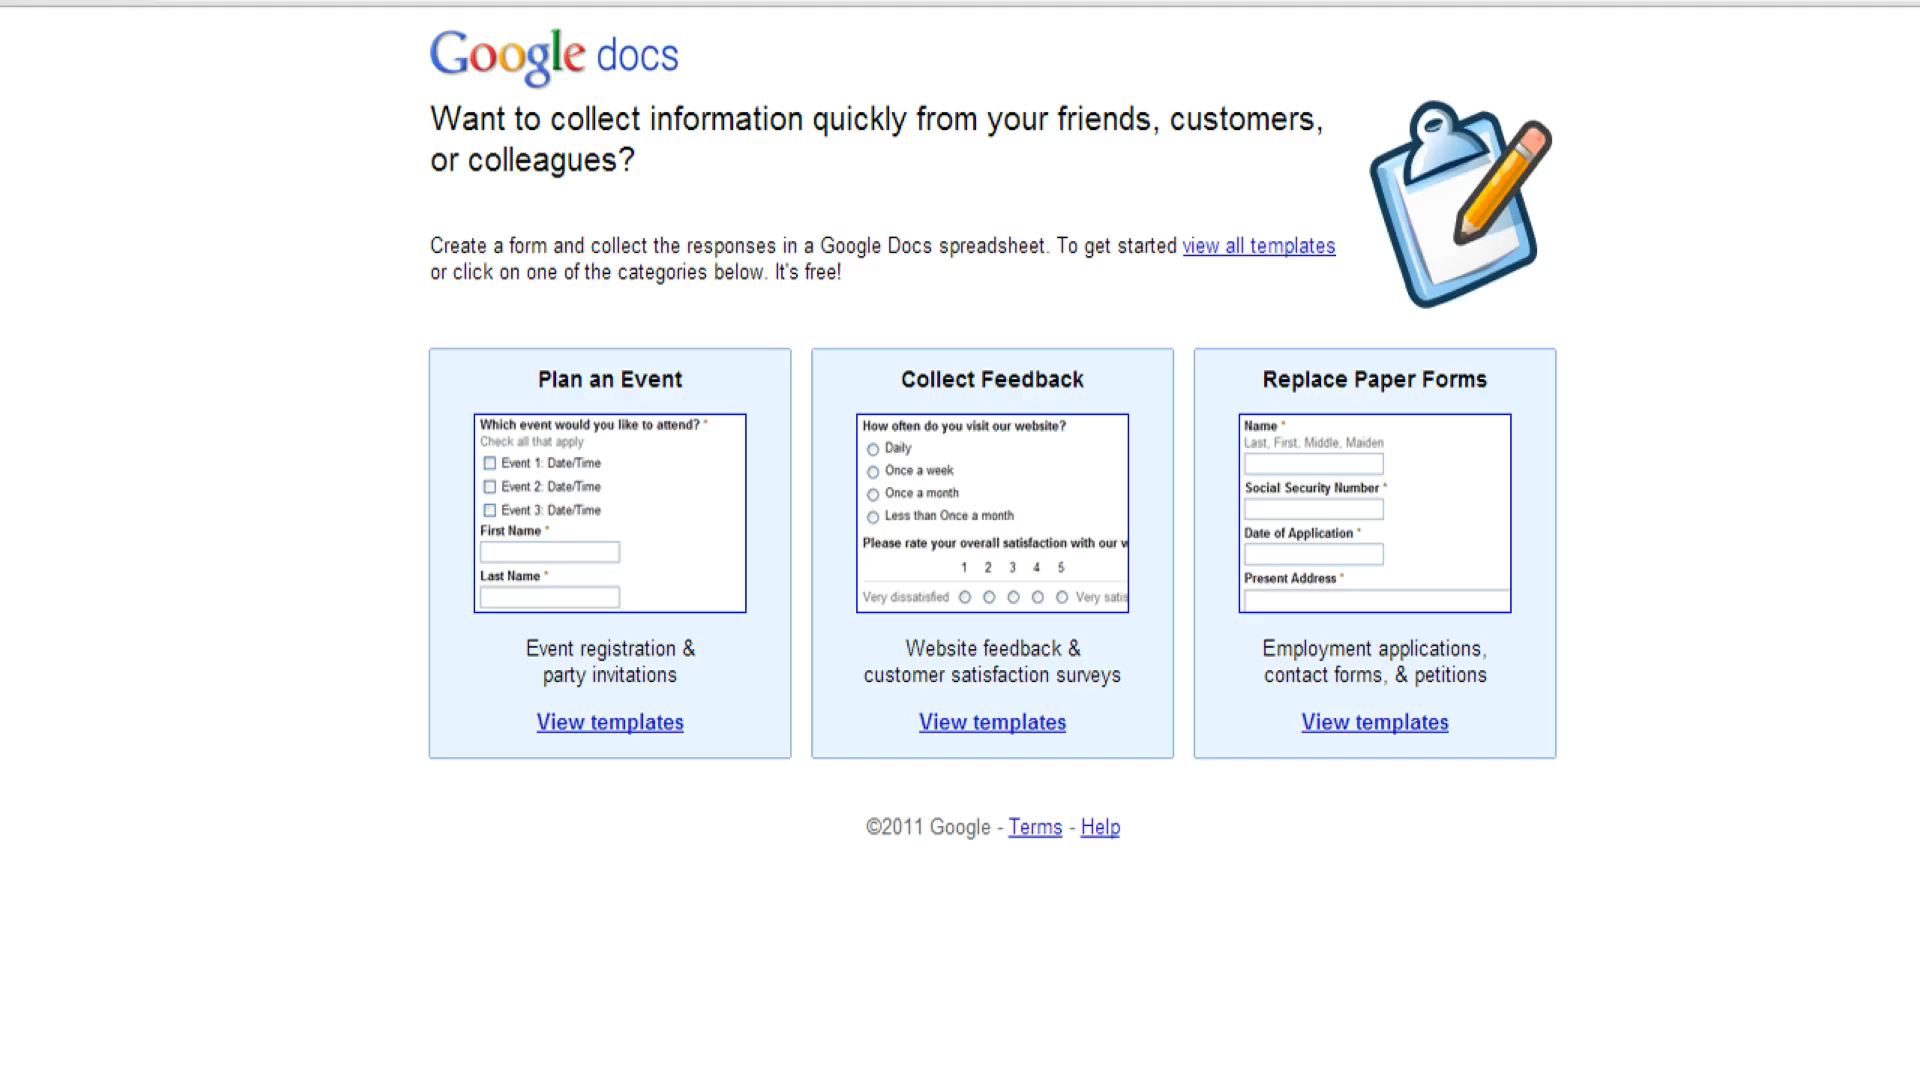 Google docs
Want to collect information quickly from your friends, customers,
or colleagues?
Create a form and collect the responses in a Google Docs spreadsheet. To get started view all templates
or click on one of the categories below. It's free!
Plan an Event
Which event would you like to attend? *
Check all that apply
Event 1: Date/Time
Event 2: Date/Time
Event 3: Date/Time
First Name *
Last Name *
Event registration &
party invitations
View templates
Collect Feedback
How often do you visit our website?
Daily
Once a week
Once a month
Less than Once a month
Please rate your overall satisfaction with our
1 2 3 4 5
Very dissatisfied Very satis
Website feedback &
customer satisfaction surveys
View templates
Replace Paper Forms
Name *
Last, First, Middle, Maiden
Social Security Number *
Date of Application *
Present Address *
Employment applications,
contact forms, & petitions
View templates
©2011 Google - Terms - Help